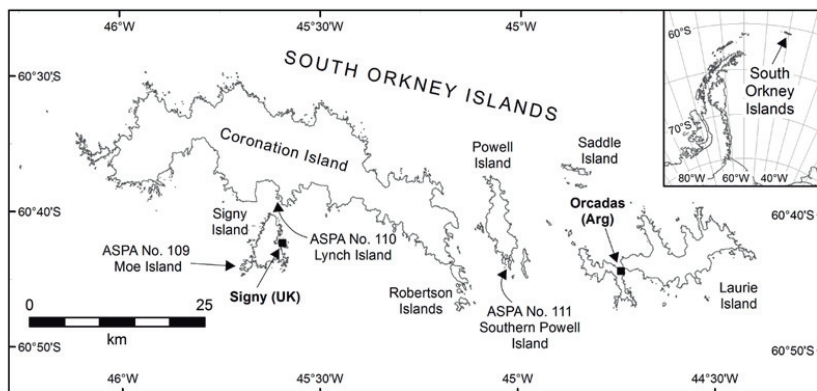 46°W
45°30'W
45°W
60°S
70°S
80°W
60°W
40°W
South
Orkney
Islands
60°30'S
SOUTH ORKNEY ISLANDS
Coronation Island
Powell
Island
Saddle
Island
60°40'S
Signy
Island
ASPA No. 110
Lynch Island
Orcadas
(Arg)
60°40'S
ASPA No. 109
Moe Island
Signy (UK)
Robertson
Islands
ASPA No. 111
Southern Powell
Island
Laurie
Island
0
25
km
60°50'S
60°50'S
46°W
45°30'W
45°W
44°30'W